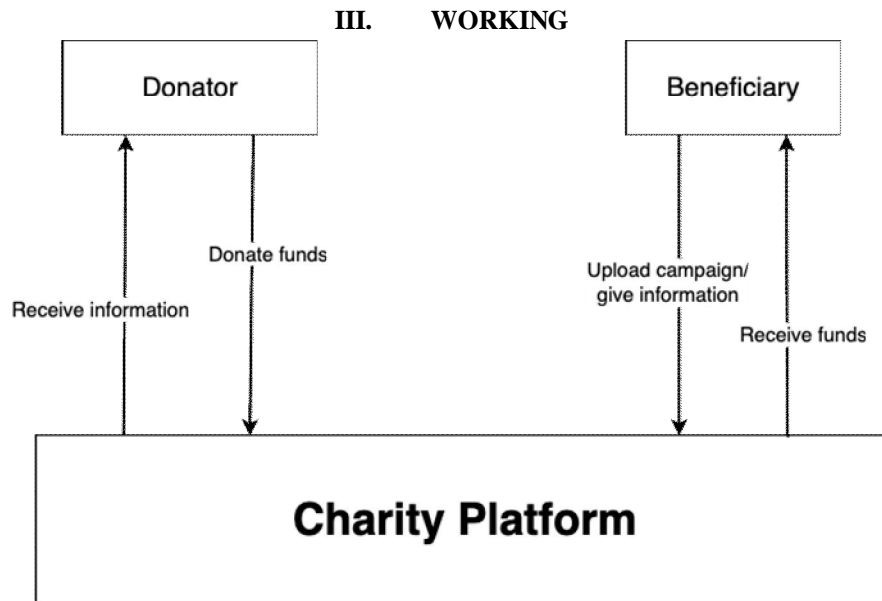 III. WORKING
Donator
Beneficiary
Donate funds
Upload campaign/
give information
Receive information
Receive funds
Charity Platform